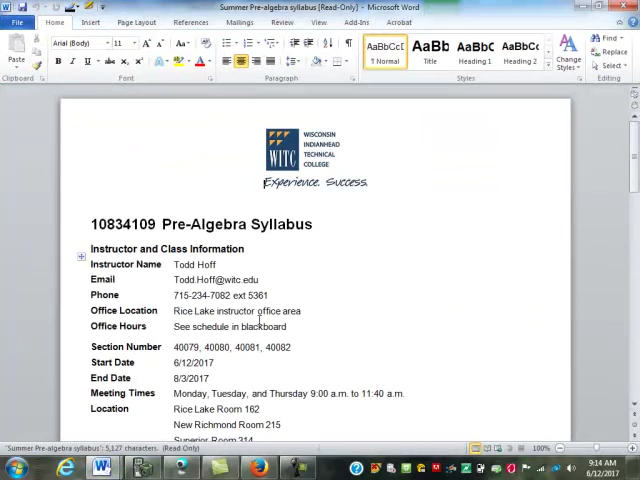 Summer Pre-algebra syllabus [Read-Only] - Microsoft Word
File Home Insert Page Layout References Mailings Review View Add-Ins Acrobat
Arial (Body) 11 AaBbCcI AaBb AaBbC AaBbCc Find
Paste ¶ Normal Title Heading 1 Heading 2 Change Styles Replace
Select
Clipboard Font Paragraph Styles Editing
WITC
WISCONSIN
INDIANHEAD
TECHNICAL
COLLEGE
Experience. Success.
10834109 Pre-Algebra Syllabus
Instructor and Class Information
Instructor Name Todd Hoff
Email Todd.Hoff@witc.edu
Phone 715-234-7082 ext 5361
Office Location Rice Lake instructor office area
Office Hours See schedule in blackboard
Section Number 40079, 40080, 40081, 40082
Start Date 6/12/2017
End Date 8/3/2017
Meeting Times Monday, Tuesday, and Thursday 9:00 a.m. to 11:40 a.m.
Location Rice Lake Room 162
New Richmond Room 215
Superior Room 314
"Summer Pre-algebra syllabus": 5,127 characters. (Read Only) 100%
9:14 AM
6/12/2017